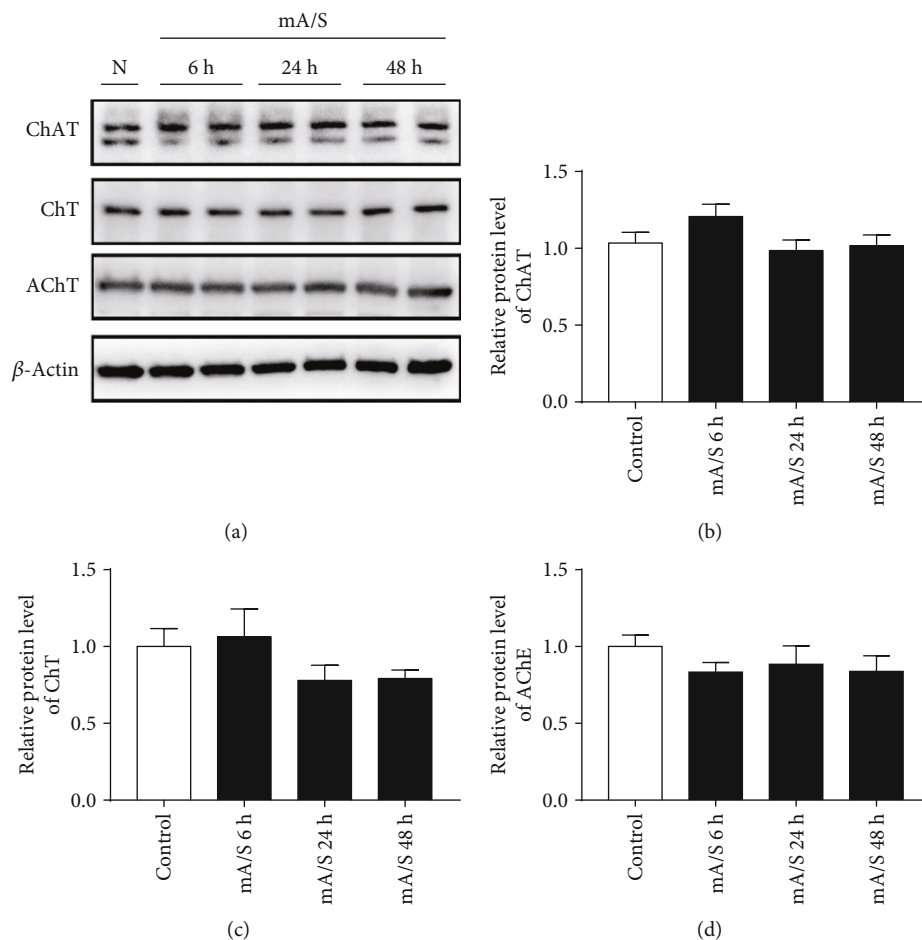 mA/S
N 6 h 24 h 48 h
ChAT
ChT
AChT
β-Actin
(a)
Relative protein level
of ChAT
1.5
1.0
0.5
0.0
Control
mA/S 6 h
mA/S 24 h
mA/S 48 h
(b)
Relative protein level
of ChT
1.5
1.0
0.5
0.0
Control
mA/S 6 h
mA/S 24 h
mA/S 48 h
(c)
Relative protein level
of AChE
1.5
1.0
0.5
0.0
Control
mA/S 6 h
mA/S 24 h
mA/S 48 h
(d)